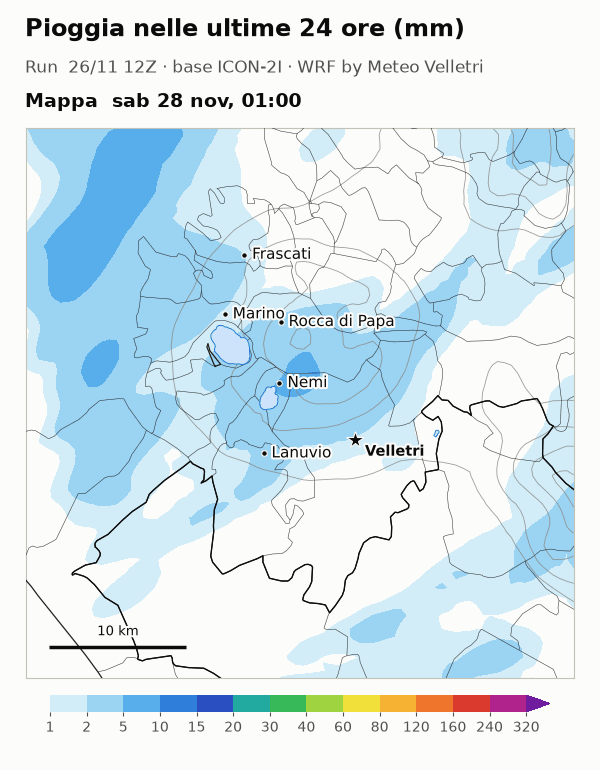 Pioggia nelle ultime 24 ore (mm)
Run  26/11 12Z · base ICON-2I · WRF by Meteo Velletri
Mappa  sab 28 nov, 01:00
Frascati
Marino
Rocca di Papa
Nemi
Velletri
Lanuvio
10 km
1 2 5 10 15 20 30 40 60 80 120 160 240 320